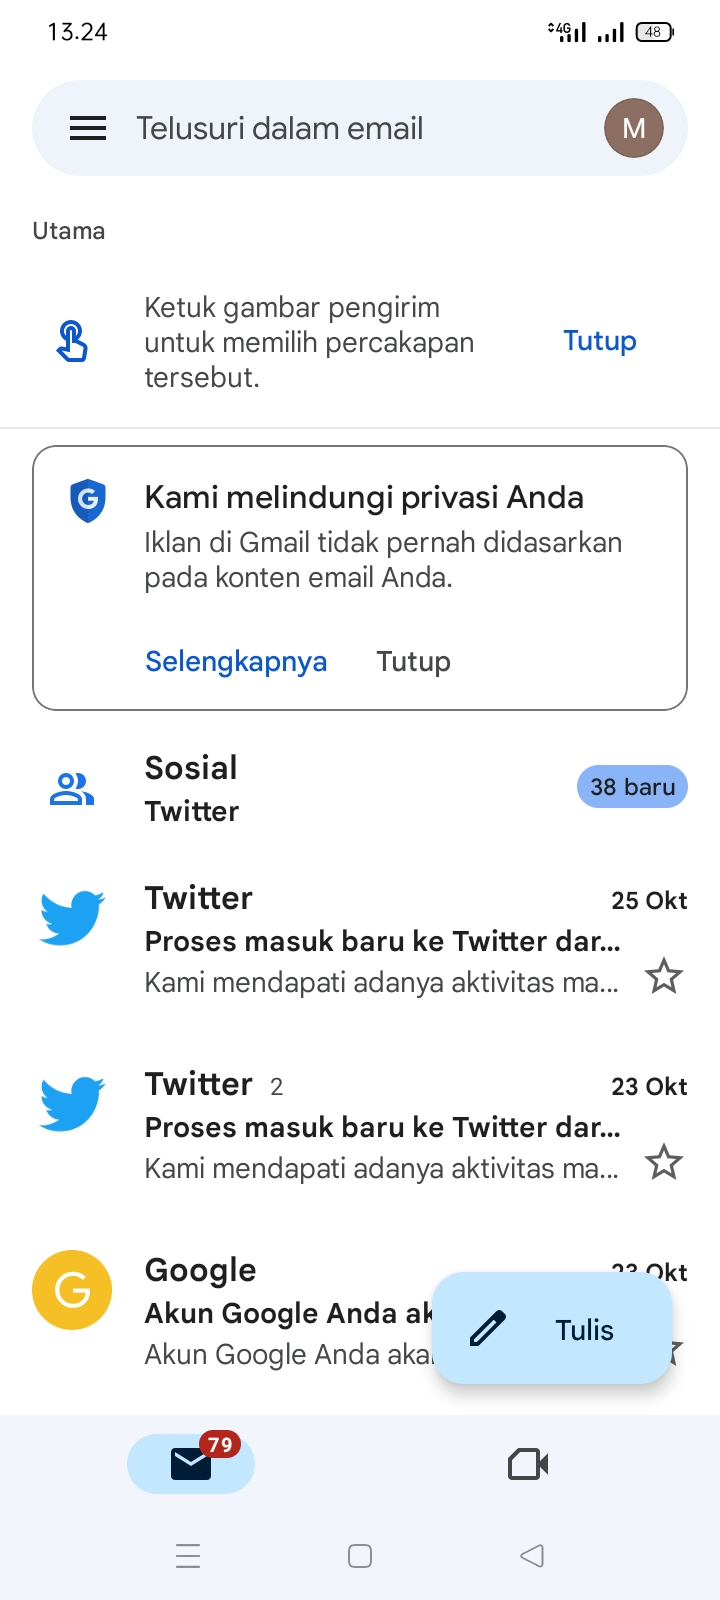 13.24
4G
48
Telusuri dalam email
M
Utama
Ketuk gambar pengirim
untuk memilih percakapan
tersebut.
Tutup
G
Kami melindungi privasi Anda
Iklan di Gmail tidak pernah didasarkan
pada konten email Anda.
Selengkapnya
Tutup
Sosial
38 baru
Twitter
Twitter
25 Okt
Proses masuk baru ke Twitter dar...
Kami mendapati adanya aktivitas ma...
Twitter 2
23 Okt
Proses masuk baru ke Twitter dar...
Kami mendapati adanya aktivitas ma...
G
Google
23 Okt
Akun Google Anda ak
Akun Google Anda aka
Tulis
79